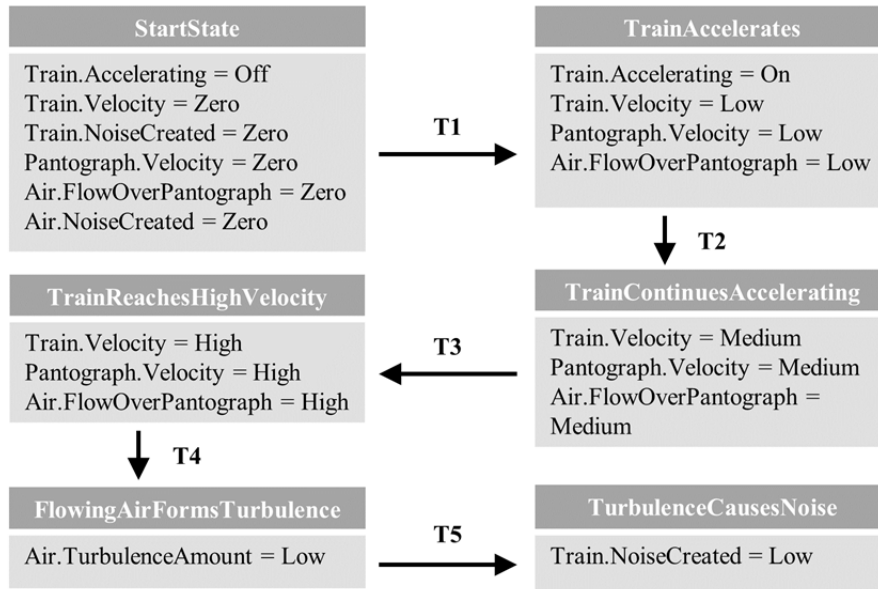 StartState
Train.Accelerating = Off
Train.Velocity = Zero
Train.NoiseCreated = Zero
Pantograph.Velocity = Zero
Air.FlowOverPantograph = Zero
Air.NoiseCreated = Zero
T1
TrainAccelerates
Train.Accelerating = On
Train.Velocity = Low
Pantograph.Velocity = Low
Air.FlowOverPantograph = Low
T2
TrainContinuesAccelerating
Train.Velocity = Medium
Pantograph.Velocity = Medium
Air.FlowOverPantograph =
Medium
T3
TrainReachesHighVelocity
Train.Velocity = High
Pantograph.Velocity = High
Air.FlowOverPantograph = High
T4
FlowingAirFormsTurbulence
Air.TurbulenceAmount = Low
T5
TurbulenceCausesNoise
Train.NoiseCreated = Low